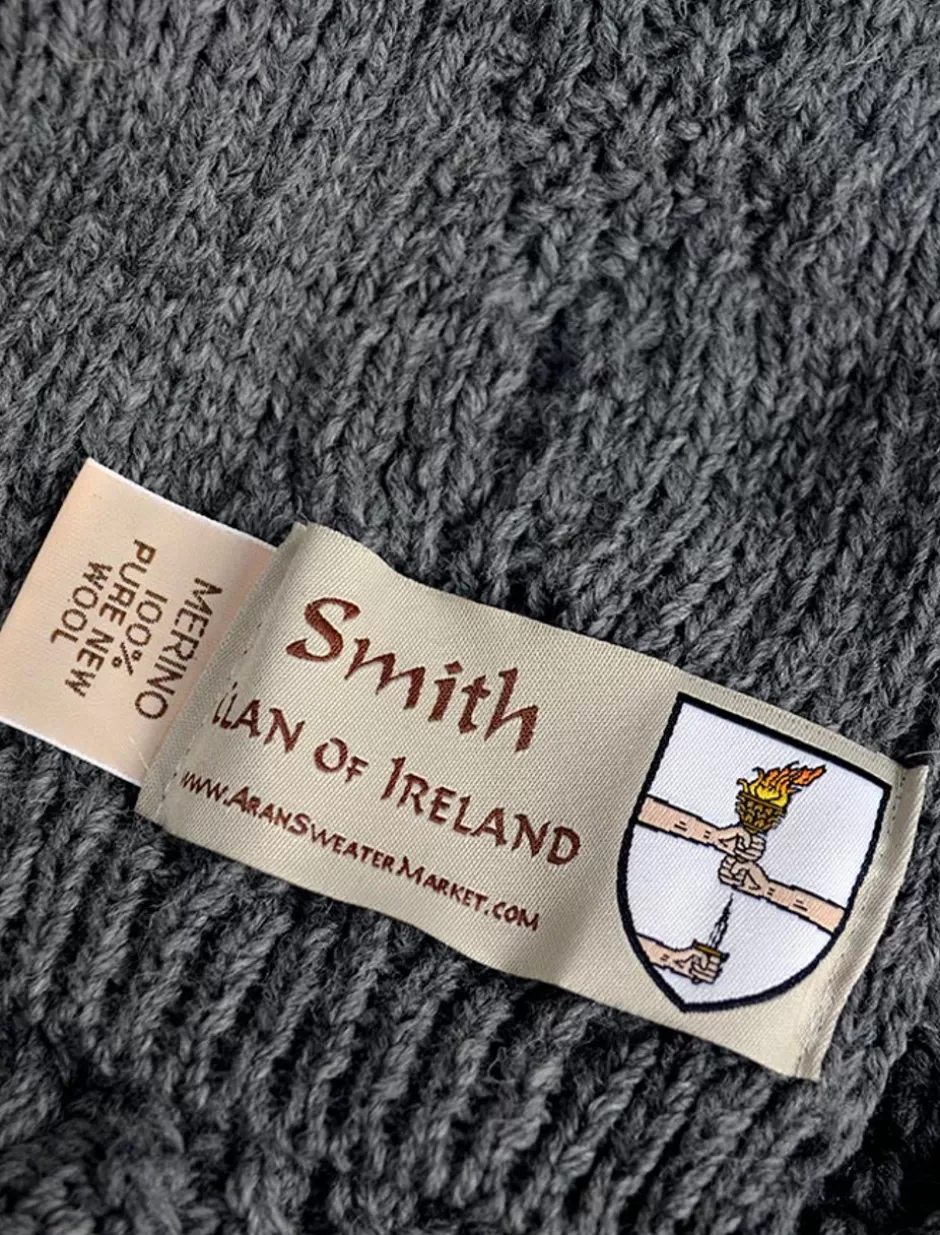 Smith
CLAN OF IRELAND
www.ARANSWEATERMARKET.COM
MERINO
100%
PURE NEW
WOOL